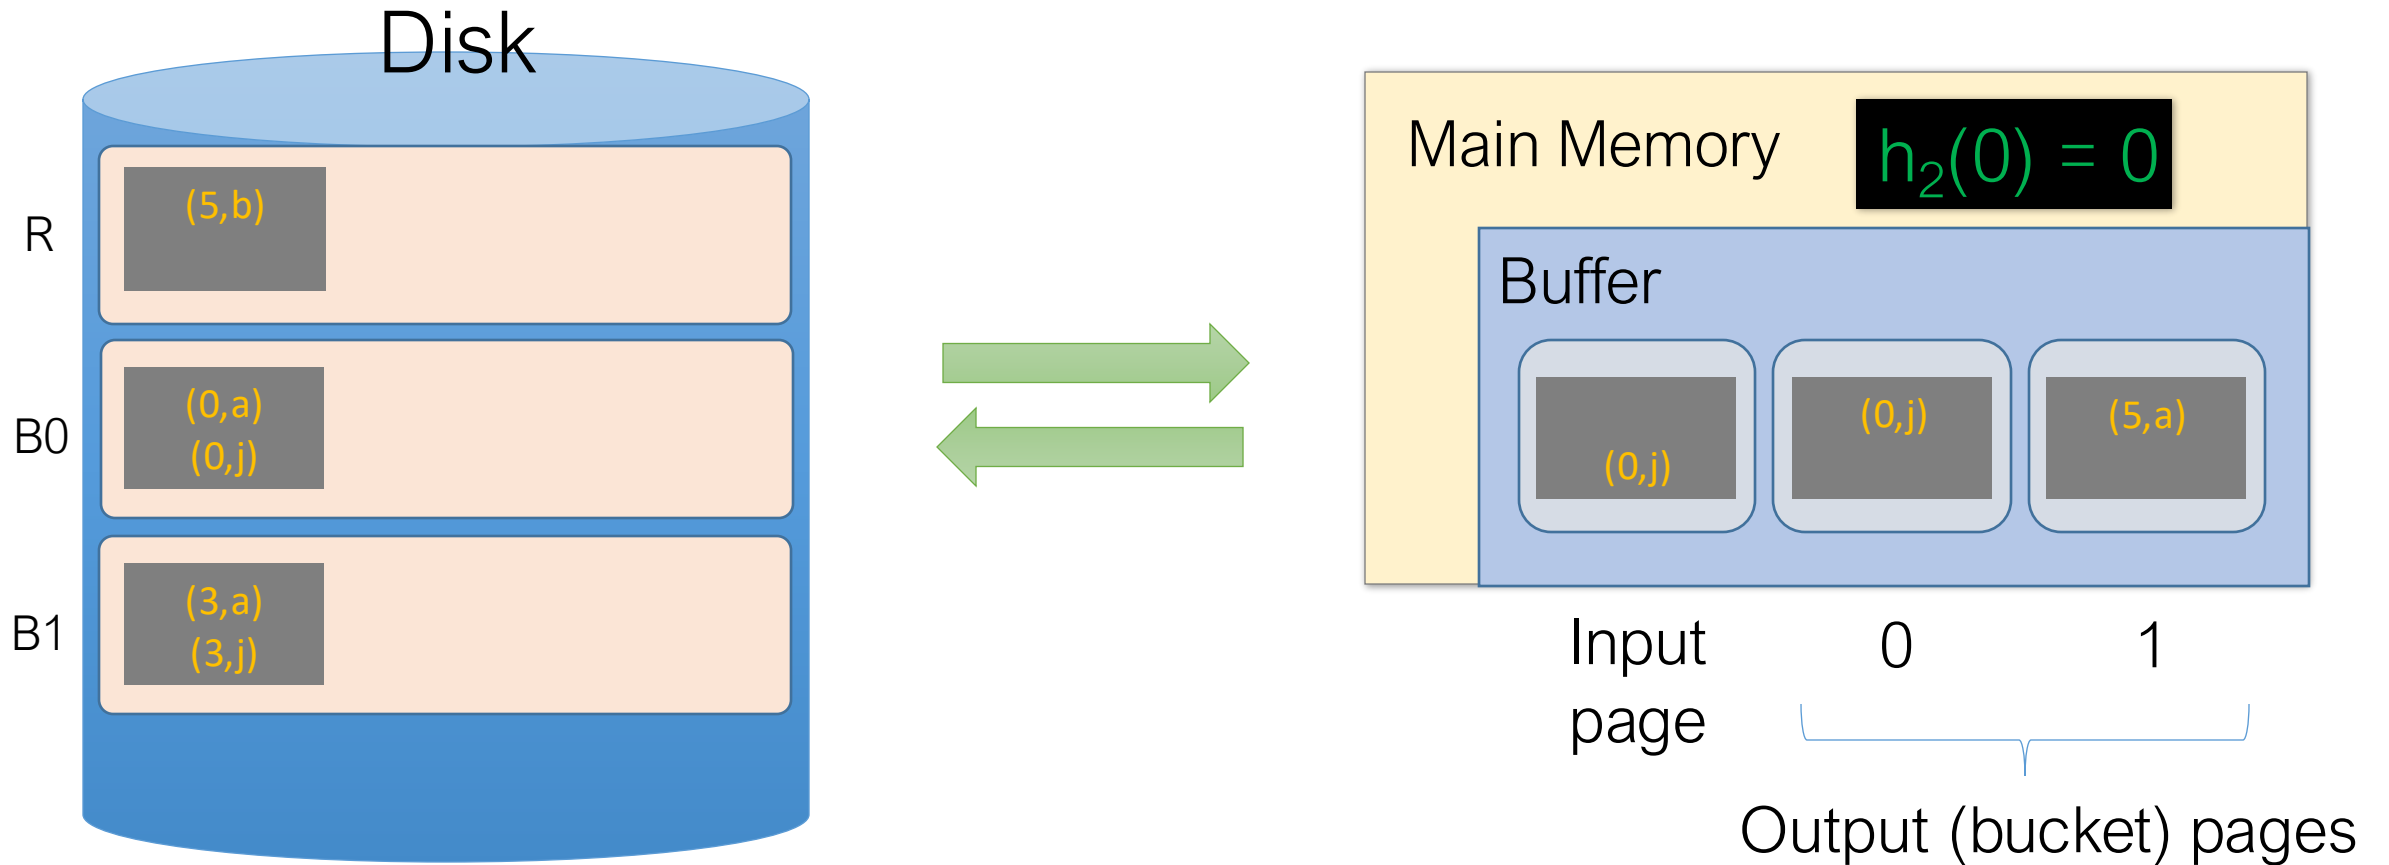 Disk
R
(5,b)
B0
(0,a)
(0,j)
B1
(3,a)
(3,j)
Main Memory
h₂(0) = 0
Buffer
(0,j)
(0,j)
(5,a)
Input
page
0
1
Output (bucket) pages